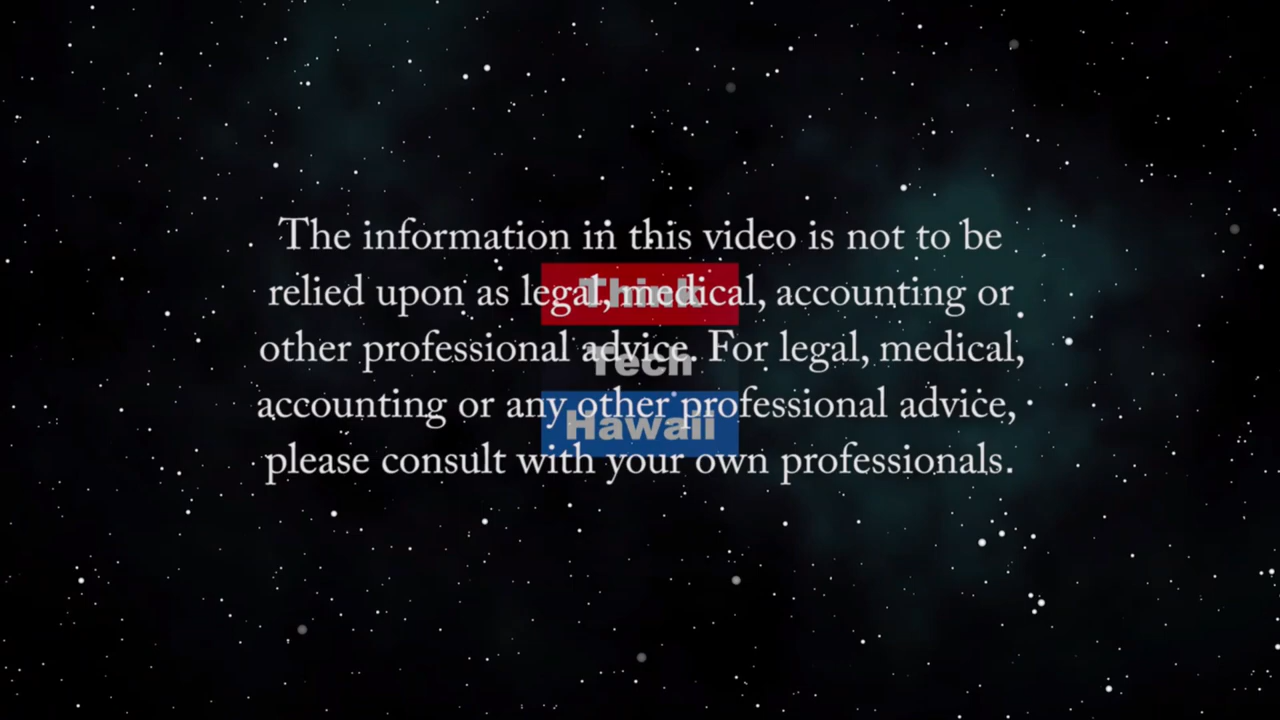 The information in this video is not to be
relied upon as legal, medical, accounting or
other professional advice. For legal, medical,
accounting or any other professional advice,
please consult with your own professionals.
Think
Tech
Hawaii